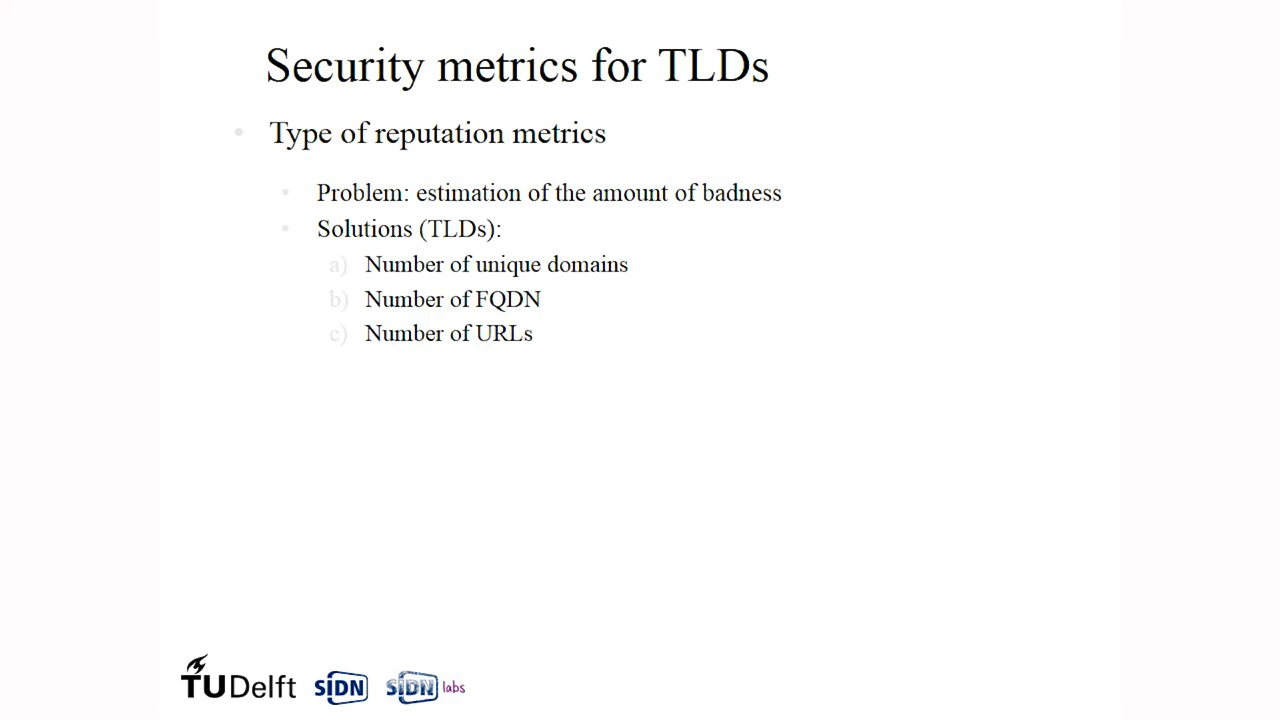 Security metrics for TLDs
• Type of reputation metrics
• Problem: estimation of the amount of badness
• Solutions (TLDs):
a) Number of unique domains
b) Number of FQDN
c) Number of URLs
TUDelft SIDN SIDN labs